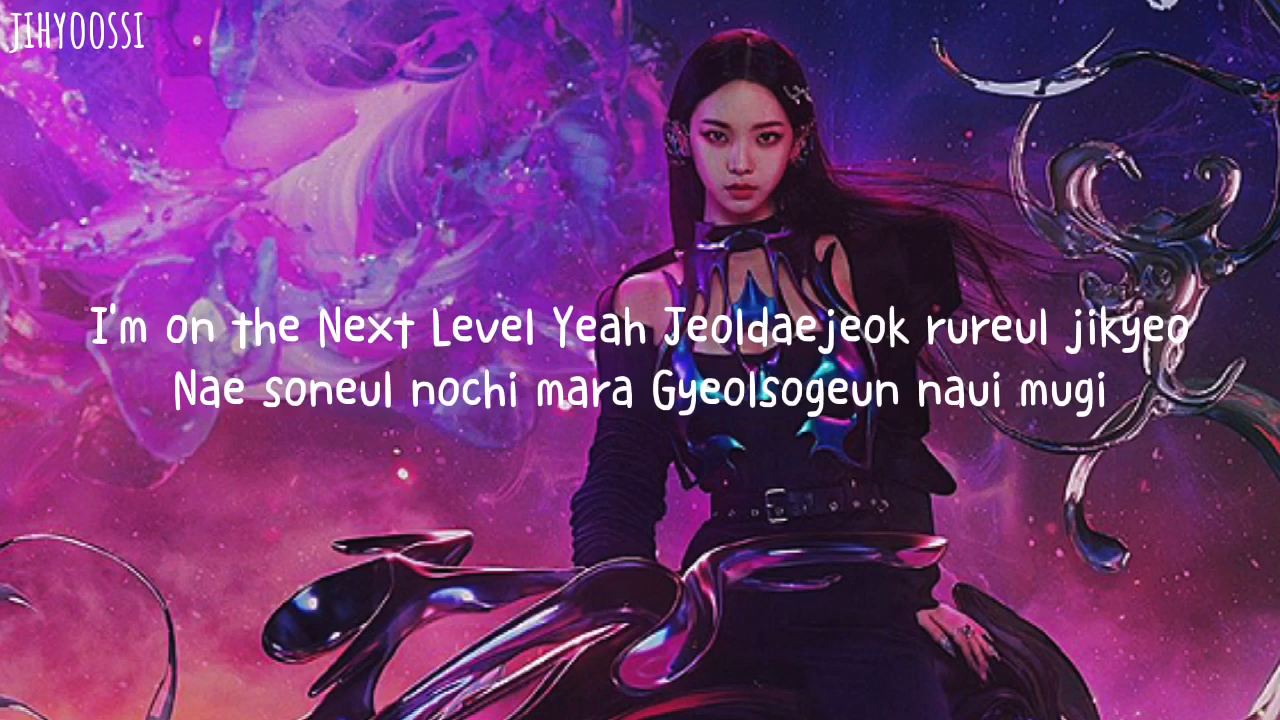 JIHYOOSSI
I'm on the Next Level Yeah Jeoldaejeok rureul jikyeo
Nae soneul nochi mara Gyeolsogeun naui mugi